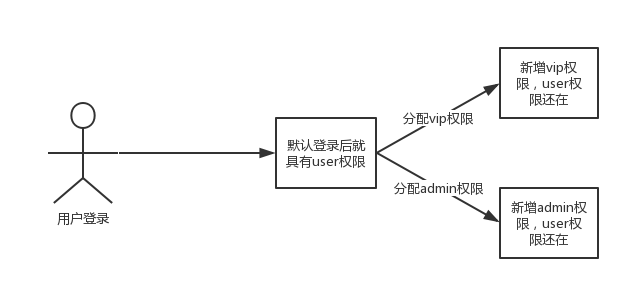 用户登录
默认登录后就
具有user权限
分配vip权限
新增vip权
限，user权
限还在
分配admin权限
新增admin权
限，user权
限还在